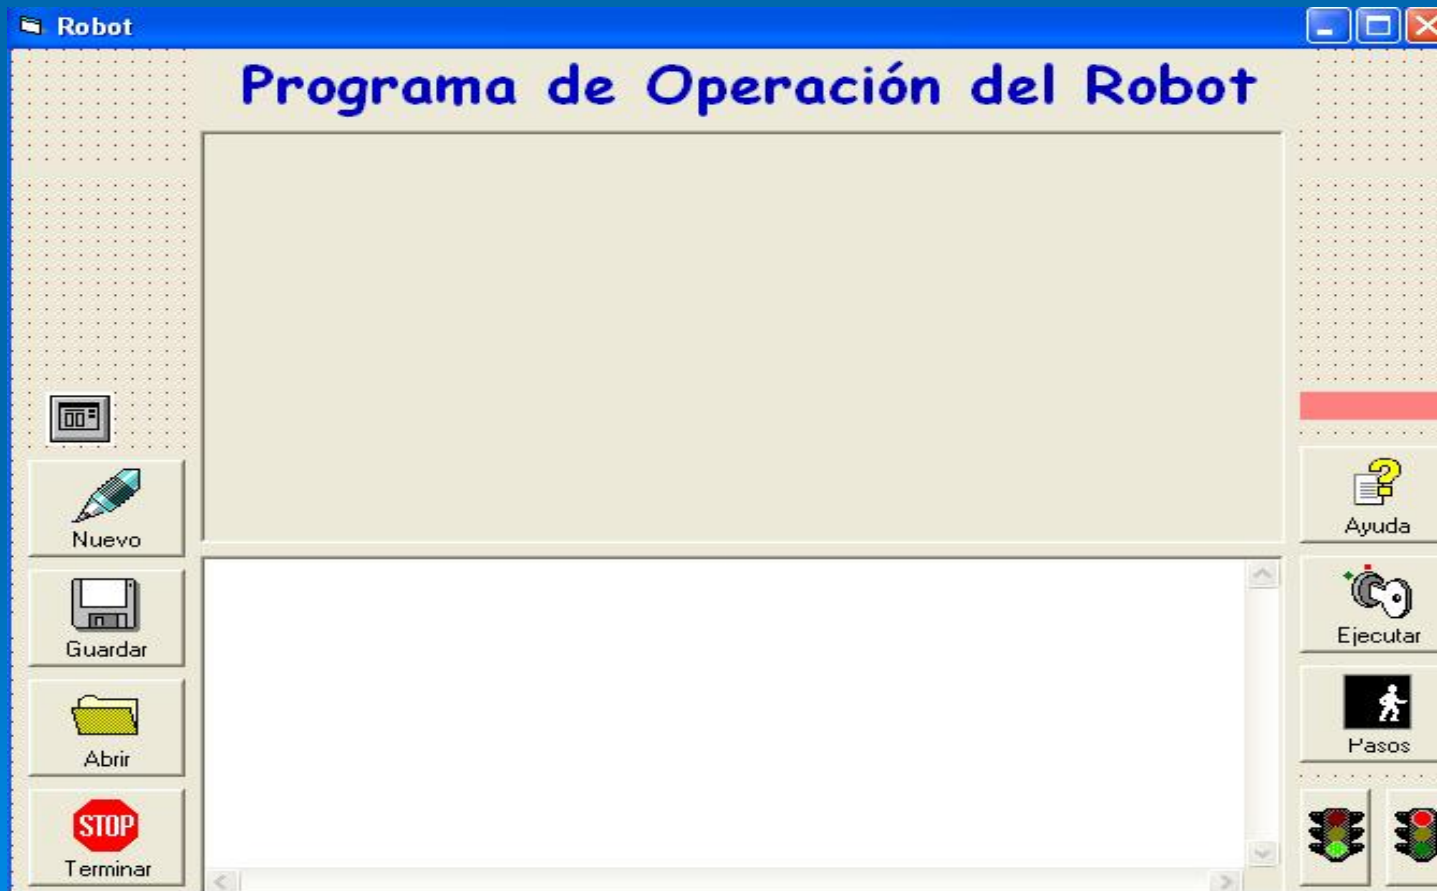 Robot
Programa de Operación del Robot
Nuevo
Guardar
Abrir
STOP
Terminar
Ayuda
Ejecutar
Pasos